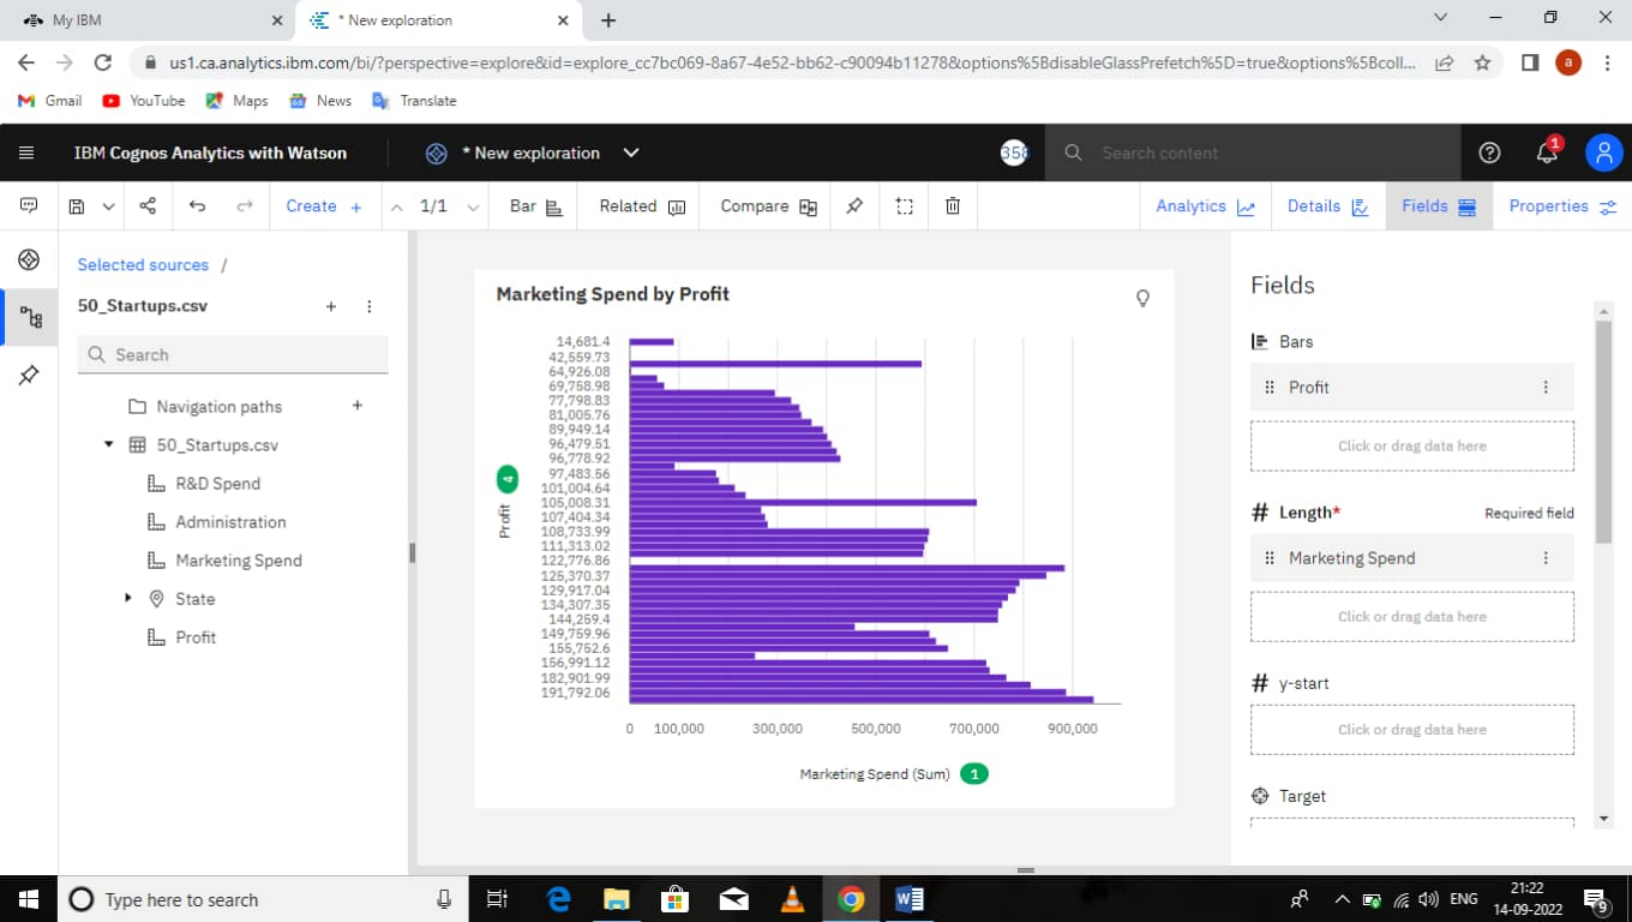 My IBM
* New exploration
us1.ca.analytics.ibm.com/bi/?perspective=explore&id=explore_cc7bc069-8a67-4e52-bb62-c90094b11278&options%5BdisableGlassPrefetch%5D=true&options%5Bcoll...
a
Gmail
YouTube
Maps
News
Translate
IBM Cognos Analytics with Watson
* New exploration
358
Search content
1
Create +
1/1
Bar
Related
Compare
Analytics
Details
Fields
Properties
Selected sources /
50_Startups.csv
Search
Navigation paths
50_Startups.csv
R&D Spend
Administration
Marketing Spend
State
Profit
Marketing Spend by Profit
14,681.4
42,559.73
64,926.08
69,758.98
77,798.83
81,005.76
89,949.14
96,479.51
96,778.92
97,483.56
101,004.64
105,008.31
107,404.34
108,733.99
111,313.02
122,776.86
125,370.37
129,917.04
134,307.35
144,259.4
149,759.96
155,752.6
156,991.12
182,901.99
191,792.06
Profit
4
0 100,000 300,000 500,000 700,000 900,000
Marketing Spend (Sum) 1
Fields
Bars
Profit
Click or drag data here
# Length* Required field
Marketing Spend
Click or drag data here
# y-start
Click or drag data here
Target
Type here to search
ENG
21:22
14-09-2022
9